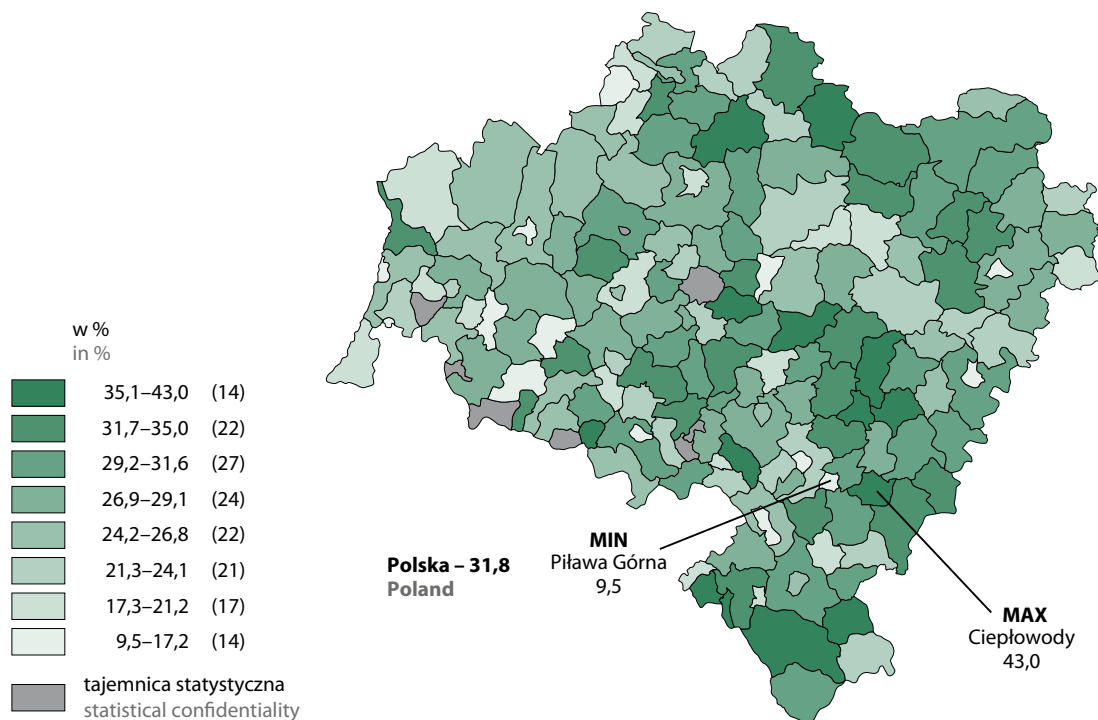 w %
in %
35,1–43,0 (14)
31,7–35,0 (22)
29,2–31,6 (27)
26,9–29,1 (24)
24,2–26,8 (22)
21,3–24,1 (21)
17,3–21,2 (17)
9,5–17,2 (14)
tajemnica statystyczna
statistical confidentiality
Polska – 31,8
Poland
MIN
Piława Górna
9,5
MAX
Ciepłowody
43,0